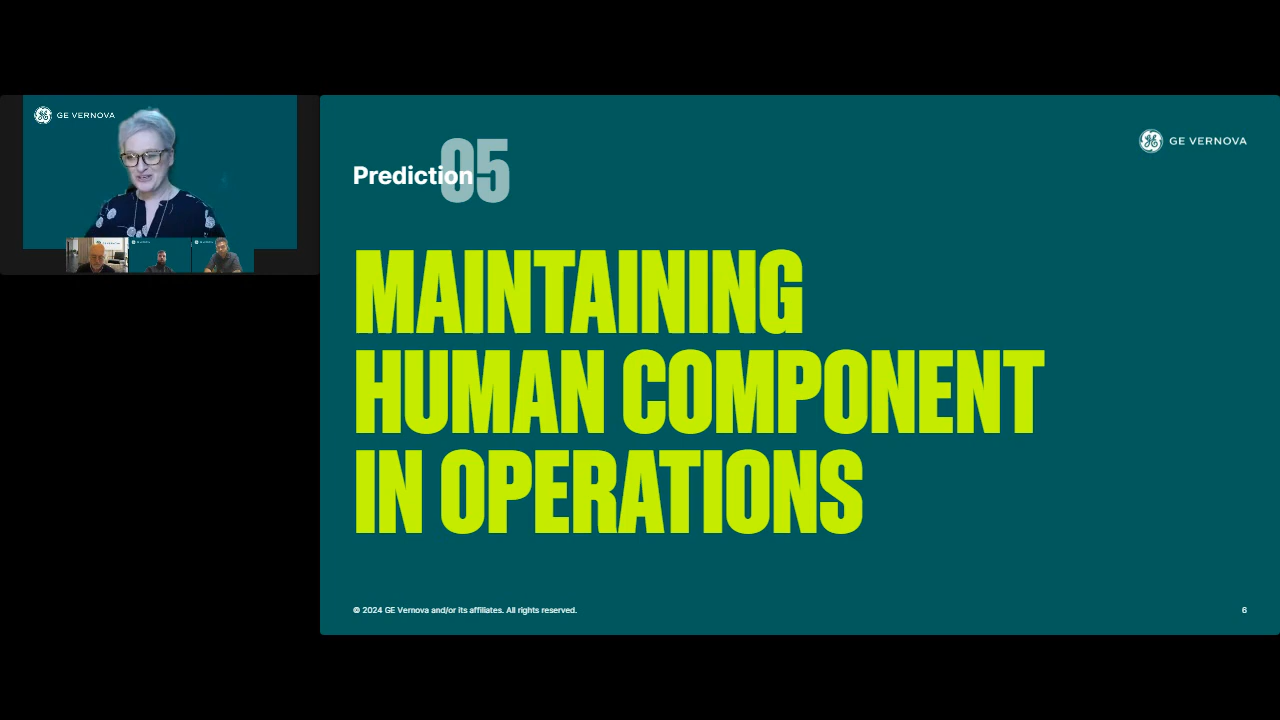 GE VERNOVA
GE VERNOVA
Prediction 05
MAINTAINING
HUMAN COMPONENT
IN OPERATIONS
© 2024 GE Vernova and/or its affiliates. All rights reserved.
6